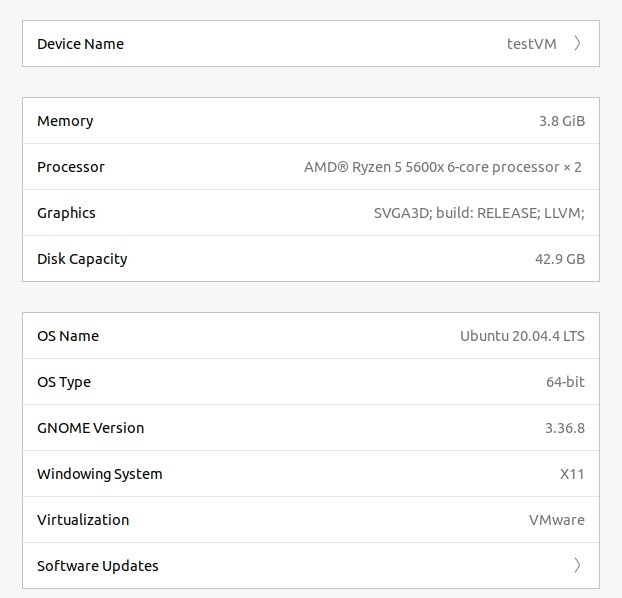 Device Name testVM
Memory 3.8 GiB
Processor AMD® Ryzen 5 5600x 6-core processor × 2
Graphics SVGA3D; build: RELEASE; LLVM;
Disk Capacity 42.9 GB
OS Name Ubuntu 20.04.4 LTS
OS Type 64-bit
GNOME Version 3.36.8
Windowing System X11
Virtualization VMware
Software Updates